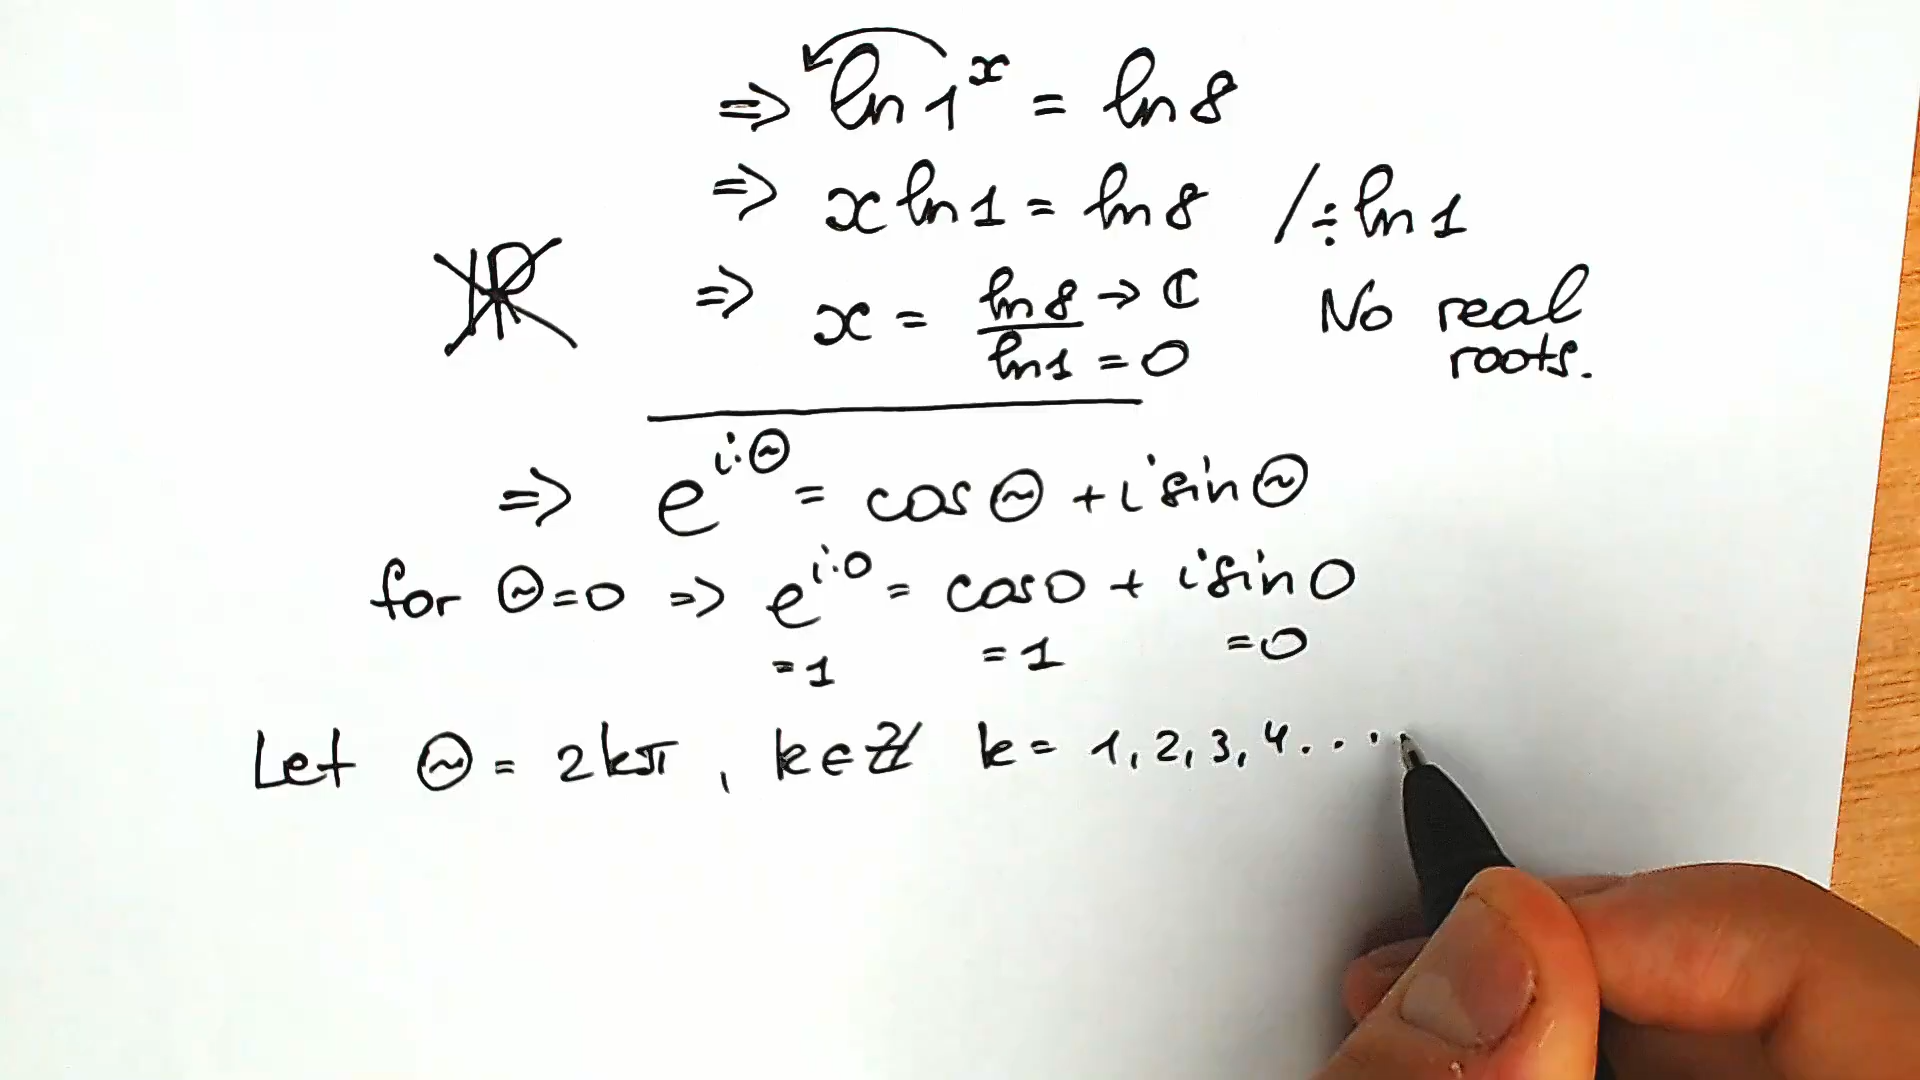 ⇒ ln 1^x = ln 8
⇒ x ln 1 = ln 8 / ÷ ln 1
ℝ ⇒ x = ln 8 / ln 1 = 0 → ℂ No real roots.
⇒ e^{i·Θ} = cos Θ + i sin Θ
for Θ = 0 ⇒ e^{i·0} = cos 0 + i sin 0
= 1 = 1 = 0
Let Θ = 2kπ , k ∈ ℤ k = 1, 2, 3, 4 . . . .